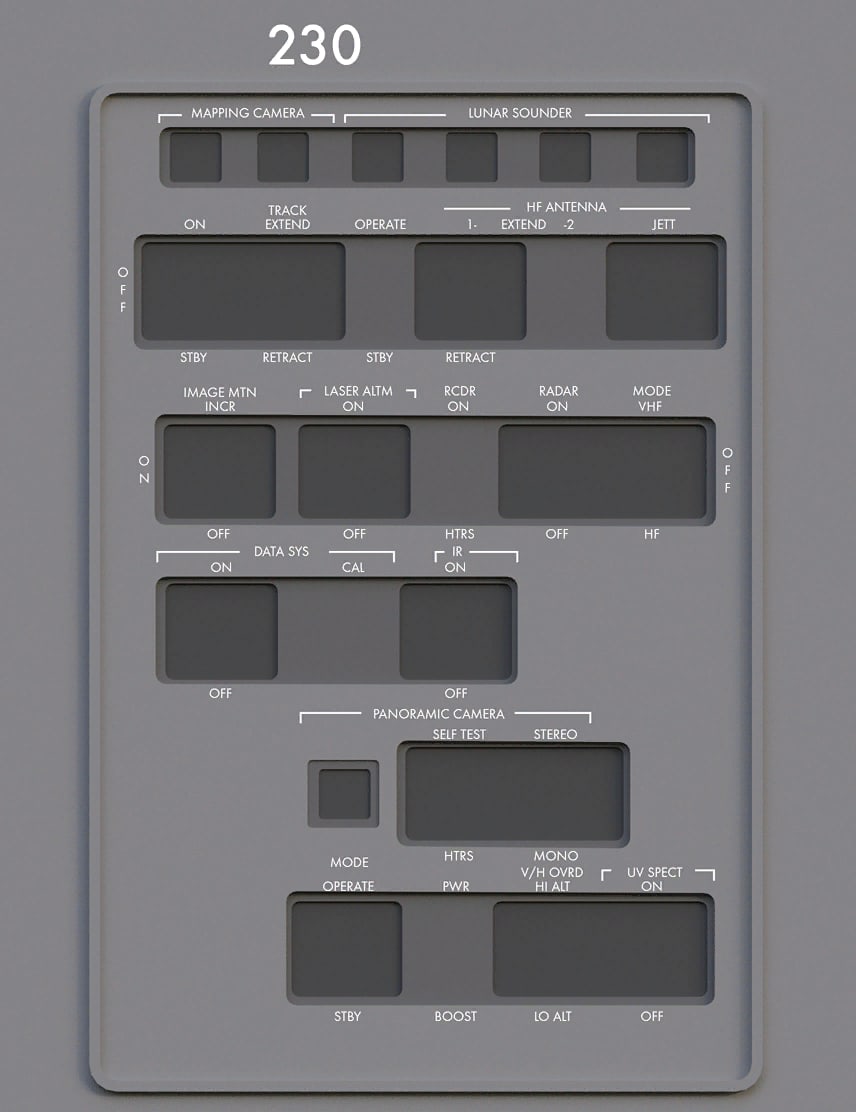 230
MAPPING CAMERA LUNAR SOUNDER
HF ANTENNA
TRACK
ON EXTEND OPERATE 1- EXTEND -2 JETT
OFF
STBY RETRACT STBY RETRACT
IMAGE MTN LASER ALTM RCDR RADAR MODE
INCR ON ON ON VHF
ON OFF
OFF OFF HTRS OFF HF
DATA SYS IR
ON CAL ON
OFF OFF
PANORAMIC CAMERA
SELF TEST STEREO
HTRS MONO
MODE V/H OVRD UV SPECT
OPERATE PWR HI ALT ON
STBY BOOST LO ALT OFF